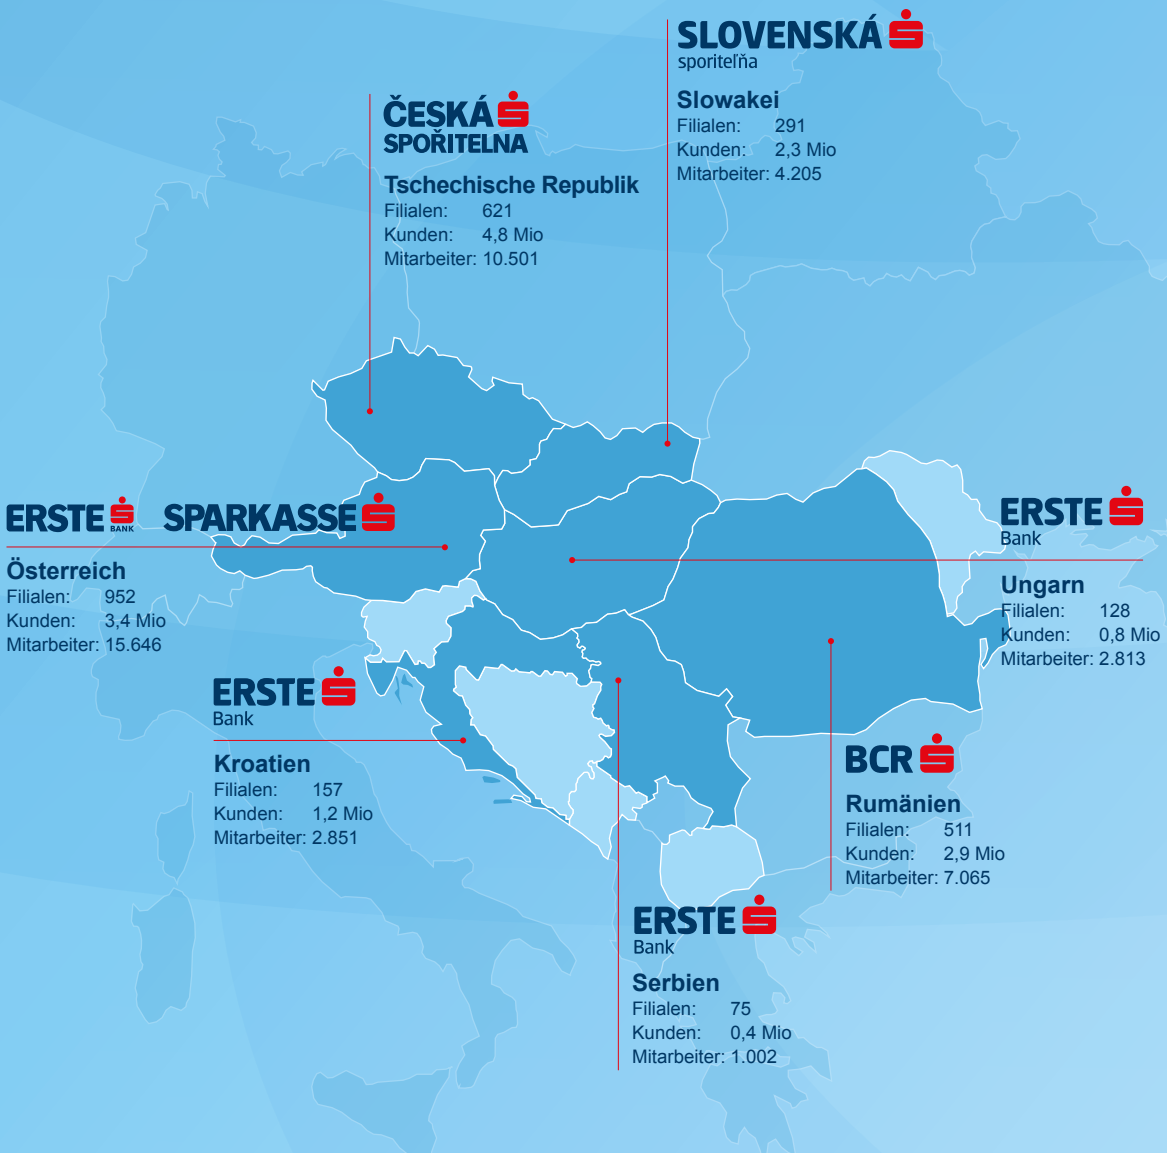 SLOVENSKÁ
sporiteľňa
Slowakei
Filialen: 291
Kunden: 2,3 Mio
Mitarbeiter: 4.205
ČESKÁ
SPOŘITELNA
Tschechische Republik
Filialen: 621
Kunden: 4,8 Mio
Mitarbeiter: 10.501
ERSTE BANK SPARKASSE
Österreich
Filialen: 952
Kunden: 3,4 Mio
Mitarbeiter: 15.646
ERSTE
Bank
Ungarn
Filialen: 128
Kunden: 0,8 Mio
Mitarbeiter: 2.813
ERSTE
Bank
Kroatien
Filialen: 157
Kunden: 1,2 Mio
Mitarbeiter: 2.851
BCR
Rumänien
Filialen: 511
Kunden: 2,9 Mio
Mitarbeiter: 7.065
ERSTE
Bank
Serbien
Filialen: 75
Kunden: 0,4 Mio
Mitarbeiter: 1.002